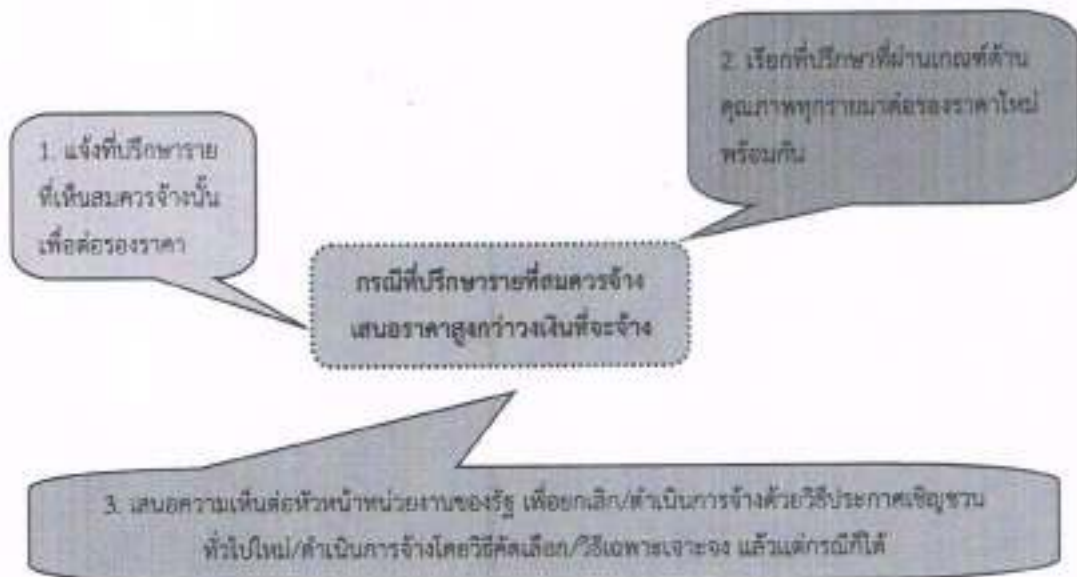 1. แจ้งที่ปรึกษาราย
ที่เห็นสมควรจ้างนั้น
เพื่อต่อรองราคา
2. เรียกที่ปรึกษาที่ผ่านเกณฑ์ด้าน
คุณภาพทุกรายมาต่อรองราคาใหม่
พร้อมกัน
กรณีที่ปรึกษารายที่สมควรจ้าง
เสนอราคาสูงกว่าวงเงินที่จะจ้าง
3. เสนอความเห็นต่อหัวหน้าหน่วยงานของรัฐ เพื่อยกเลิก/ดำเนินการจ้างด้วยวิธีประกาศเชิญชวน
ทั่วไปใหม่/ดำเนินการจ้างโดยวิธีคัดเลือก/วิธีเฉพาะเจาะจง แล้วแต่กรณีก็ได้